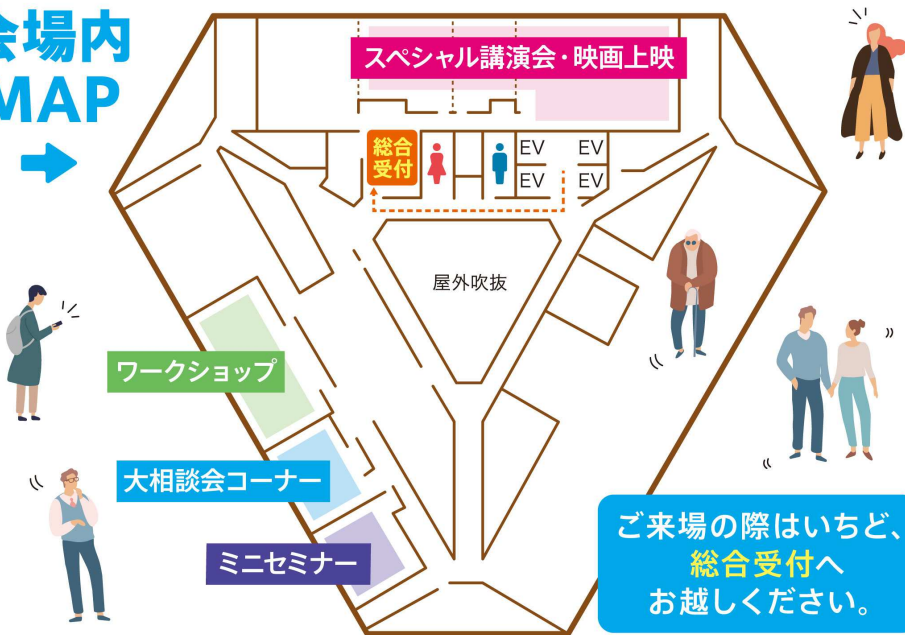 会場内
MAP
スペシャル講演会・映画上映
総合
受付
EV
EV
EV
EV
屋外吹抜
ワークショップ
大相談会コーナー
ミニセミナー
ご来場の際はいちど、
総合受付へ
お越しください。